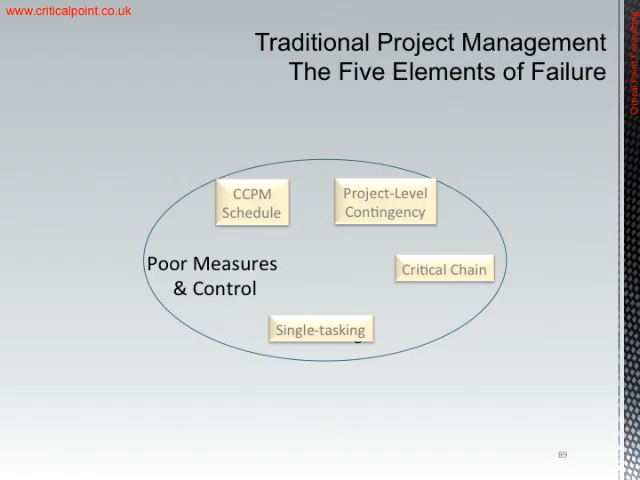 www.criticalpoint.co.uk
Critical Point Consulting
Traditional Project Management
The Five Elements of Failure
CCPM
Schedule
Project-Level
Contingency
Poor Measures
& Control
Critical Chain
Single-tasking
89